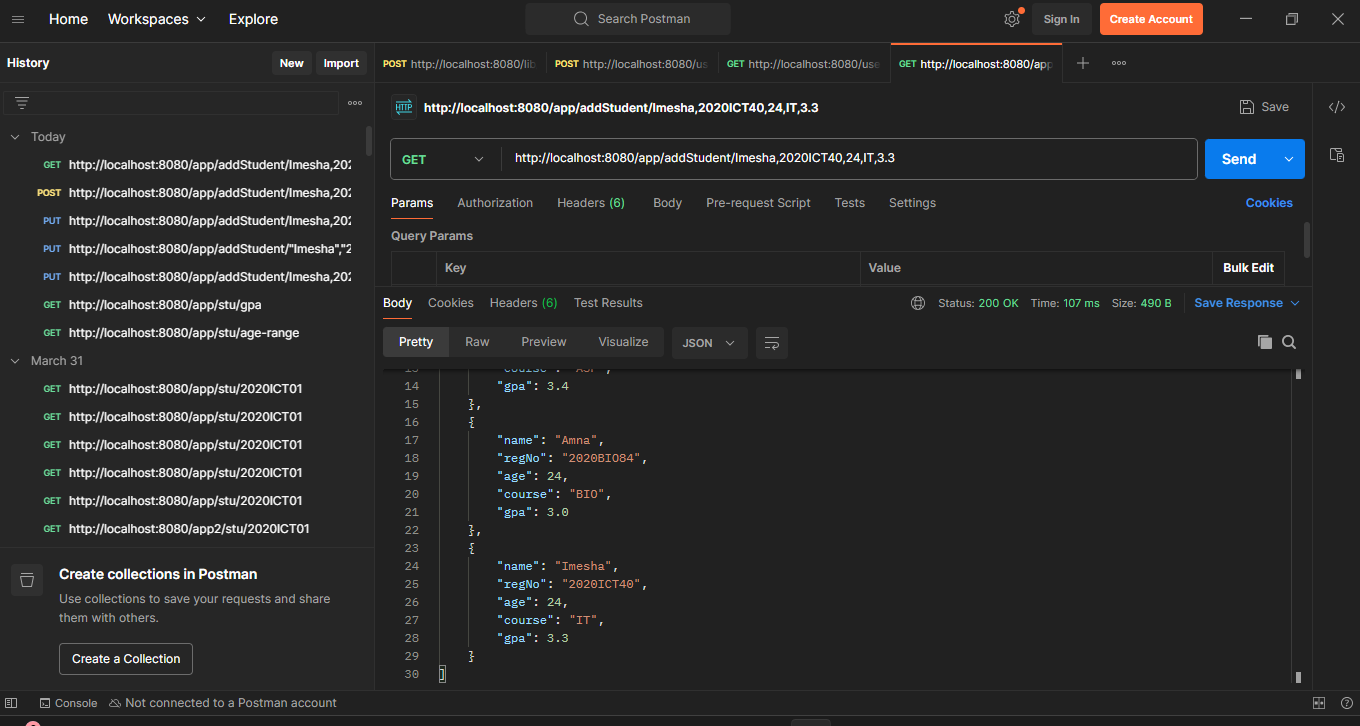 Home Workspaces Explore Search Postman Sign In Create Account
History New Import
POST http://localhost:8080/lib POST http://localhost:8080/us GET http://localhost:8080/use GET http://localhost:8080/app
Today
GET http://localhost:8080/app/addStudent/Imesha,202
POST http://localhost:8080/app/addStudent/Imesha,202
PUT http://localhost:8080/app/addStudent/Imesha,202
PUT http://localhost:8080/app/addStudent/"Imesha","2
PUT http://localhost:8080/app/addStudent/Imesha,202
GET http://localhost:8080/app/stu/gpa
GET http://localhost:8080/app/stu/age-range
March 31
GET http://localhost:8080/app/stu/2020ICT01
GET http://localhost:8080/app/stu/2020ICT01
GET http://localhost:8080/app/stu/2020ICT01
GET http://localhost:8080/app/stu/2020ICT01
GET http://localhost:8080/app/stu/2020ICT01
GET http://localhost:8080/app2/stu/2020ICT01
Create collections in Postman
Use collections to save your requests and share
them with others.
Create a Collection
HTTP http://localhost:8080/app/addStudent/Imesha,2020ICT40,24,IT,3.3 Save
GET http://localhost:8080/app/addStudent/Imesha,2020ICT40,24,IT,3.3 Send
Params Authorization Headers (6) Body Pre-request Script Tests Settings Cookies
Query Params
Key Value Bulk Edit
Body Cookies Headers (6) Test Results Status: 200 OK Time: 107 ms Size: 490 B Save Response
Pretty Raw Preview Visualize JSON
14 "gpa": 3.4
15 },
16 {
17 "name": "Amna",
18 "regNo": "2020BIO84",
19 "age": 24,
20 "course": "BIO",
21 "gpa": 3.0
22 },
23 {
24 "name": "Imesha",
25 "regNo": "2020ICT40",
26 "age": 24,
27 "course": "IT",
28 "gpa": 3.3
29 }
30 ]
Console Not connected to a Postman account